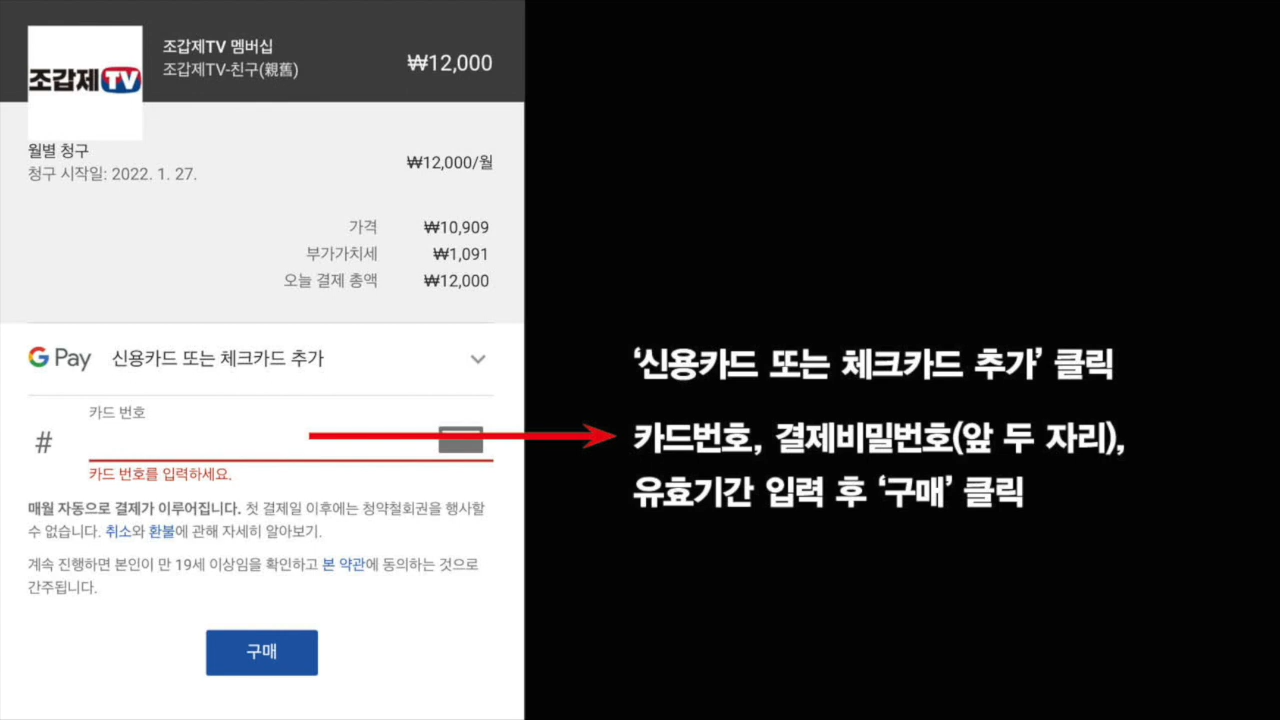 조갑제TV
조갑제TV 멤버십
조갑제TV-친구(親舊)
₩12,000
월별 청구
청구 시작일: 2022. 1. 27.
₩12,000/월
가격 ₩10,909
부가가치세 ₩1,091
오늘 결제 총액 ₩12,000
G Pay 신용카드 또는 체크카드 추가
카드 번호
#
카드 번호를 입력하세요.
매월 자동으로 결제가 이루어집니다. 첫 결제일 이후에는 청약철회권을 행사할
수 없습니다. 취소와 환불에 관해 자세히 알아보기.
계속 진행하면 본인이 만 19세 이상임을 확인하고 본 약관에 동의하는 것으로
간주됩니다.
구매
‘신용카드 또는 체크카드 추가’ 클릭
카드번호, 결제비밀번호(앞 두 자리),
유효기간 입력 후 ‘구매’ 클릭